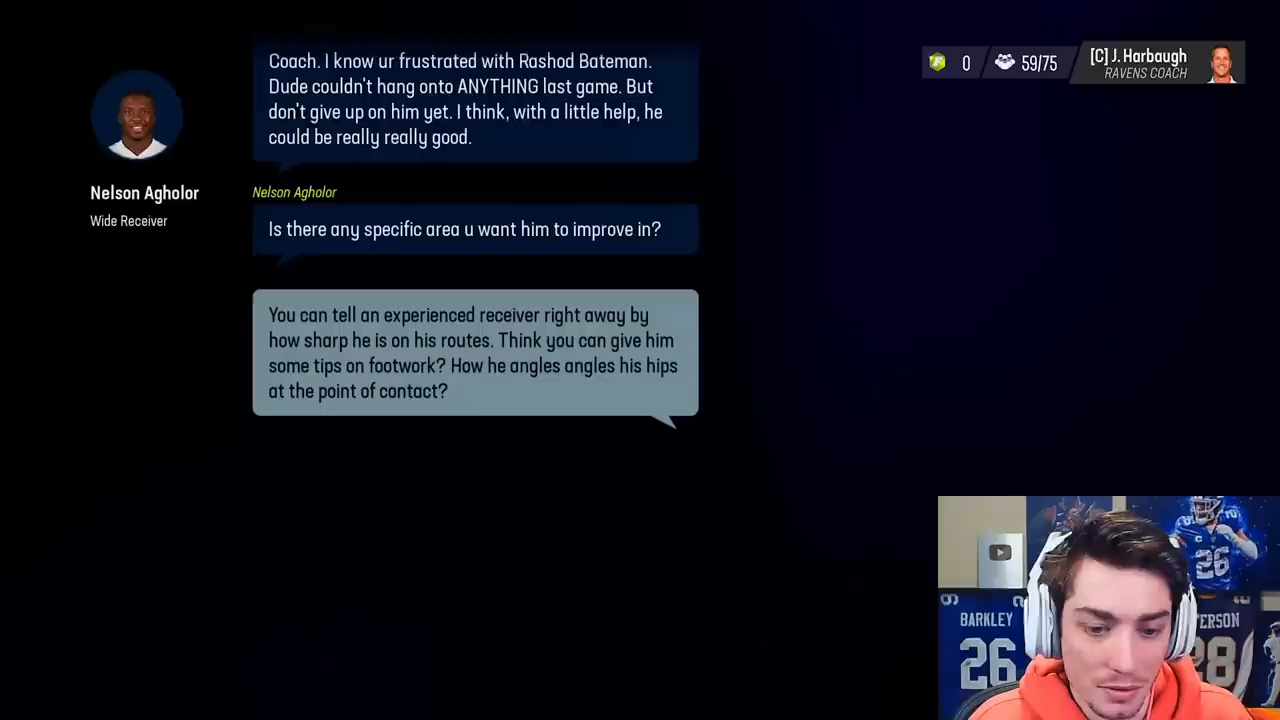 Coach. I know ur frustrated with Rashod Bateman.
Dude couldn't hang onto ANYTHING last game. But
don't give up on him yet. I think, with a little help, he
could be really really good.
0
59/75
[C] J. Harbaugh
RAVENS COACH
Nelson Agholor
Wide Receiver
Nelson Agholor
Is there any specific area u want him to improve in?
You can tell an experienced receiver right away by
how sharp he is on his routes. Think you can give him
some tips on footwork? How he angles angles his hips
at the point of contact?
26
BARKLEY
26
TERSON
28